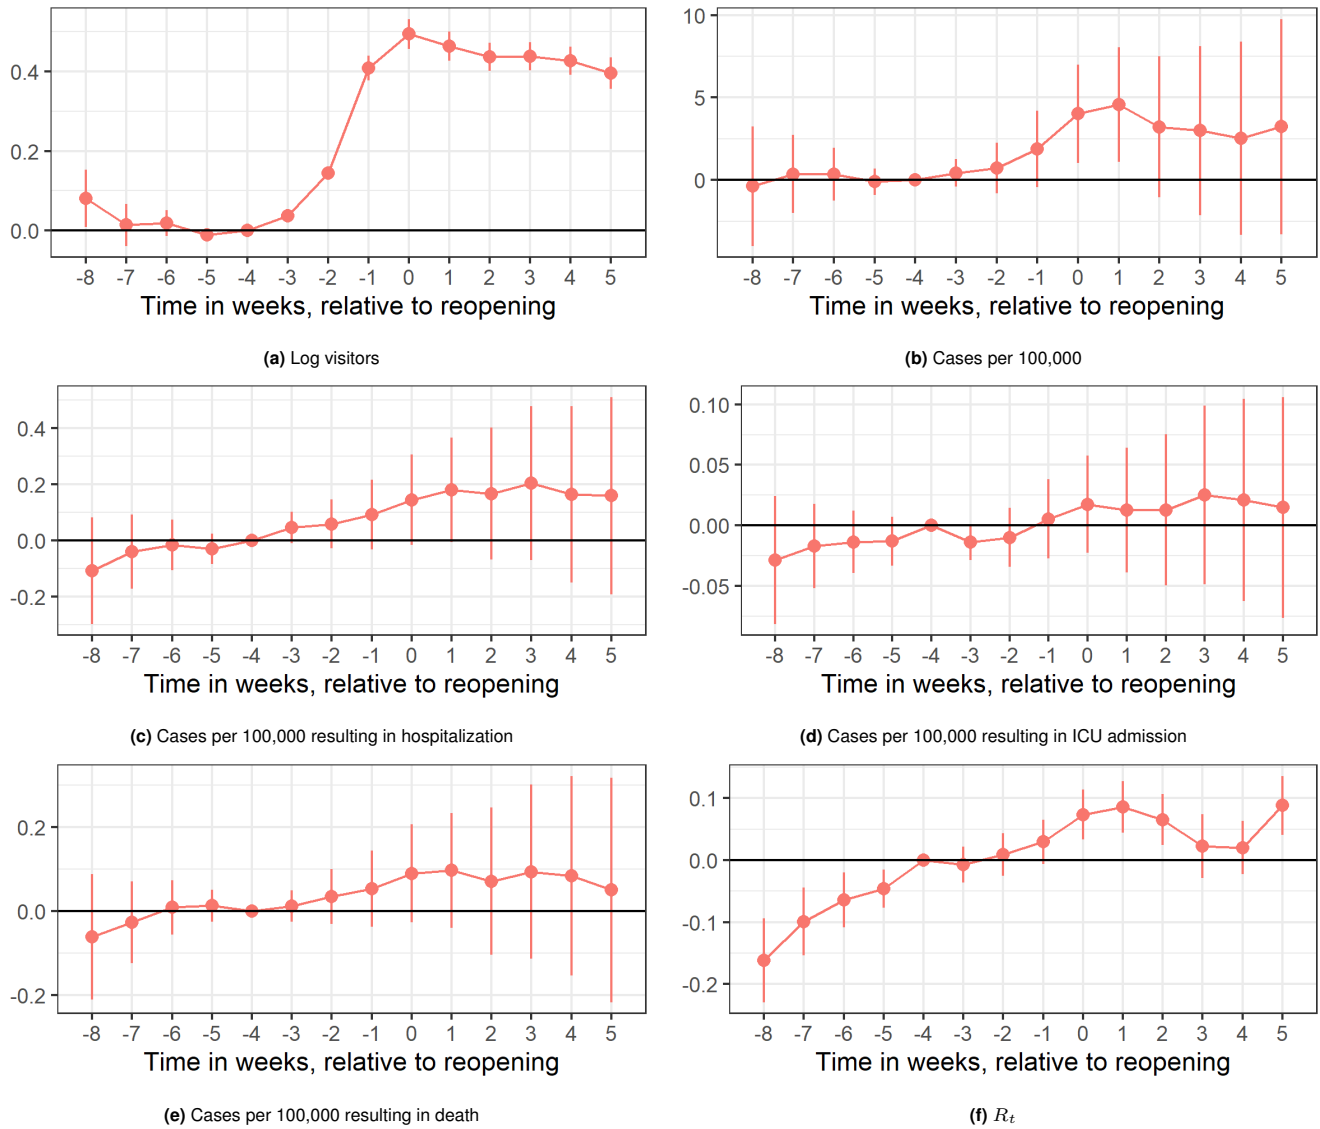 0.4
0.2
0.0
-8 -7 -6 -5 -4 -3 -2 -1 0 1 2 3 4 5
Time in weeks, relative to reopening
(a) Log visitors
10
5
0
-8 -7 -6 -5 -4 -3 -2 -1 0 1 2 3 4 5
Time in weeks, relative to reopening
(b) Cases per 100,000
0.4
0.2
0.0
-0.2
-8 -7 -6 -5 -4 -3 -2 -1 0 1 2 3 4 5
Time in weeks, relative to reopening
(c) Cases per 100,000 resulting in hospitalization
0.10
0.05
0.00
-0.05
-8 -7 -6 -5 -4 -3 -2 -1 0 1 2 3 4 5
Time in weeks, relative to reopening
(d) Cases per 100,000 resulting in ICU admission
0.2
0.0
-0.2
-8 -7 -6 -5 -4 -3 -2 -1 0 1 2 3 4 5
Time in weeks, relative to reopening
(e) Cases per 100,000 resulting in death
0.1
0.0
-0.1
-0.2
-8 -7 -6 -5 -4 -3 -2 -1 0 1 2 3 4 5
Time in weeks, relative to reopening
(f) R_t